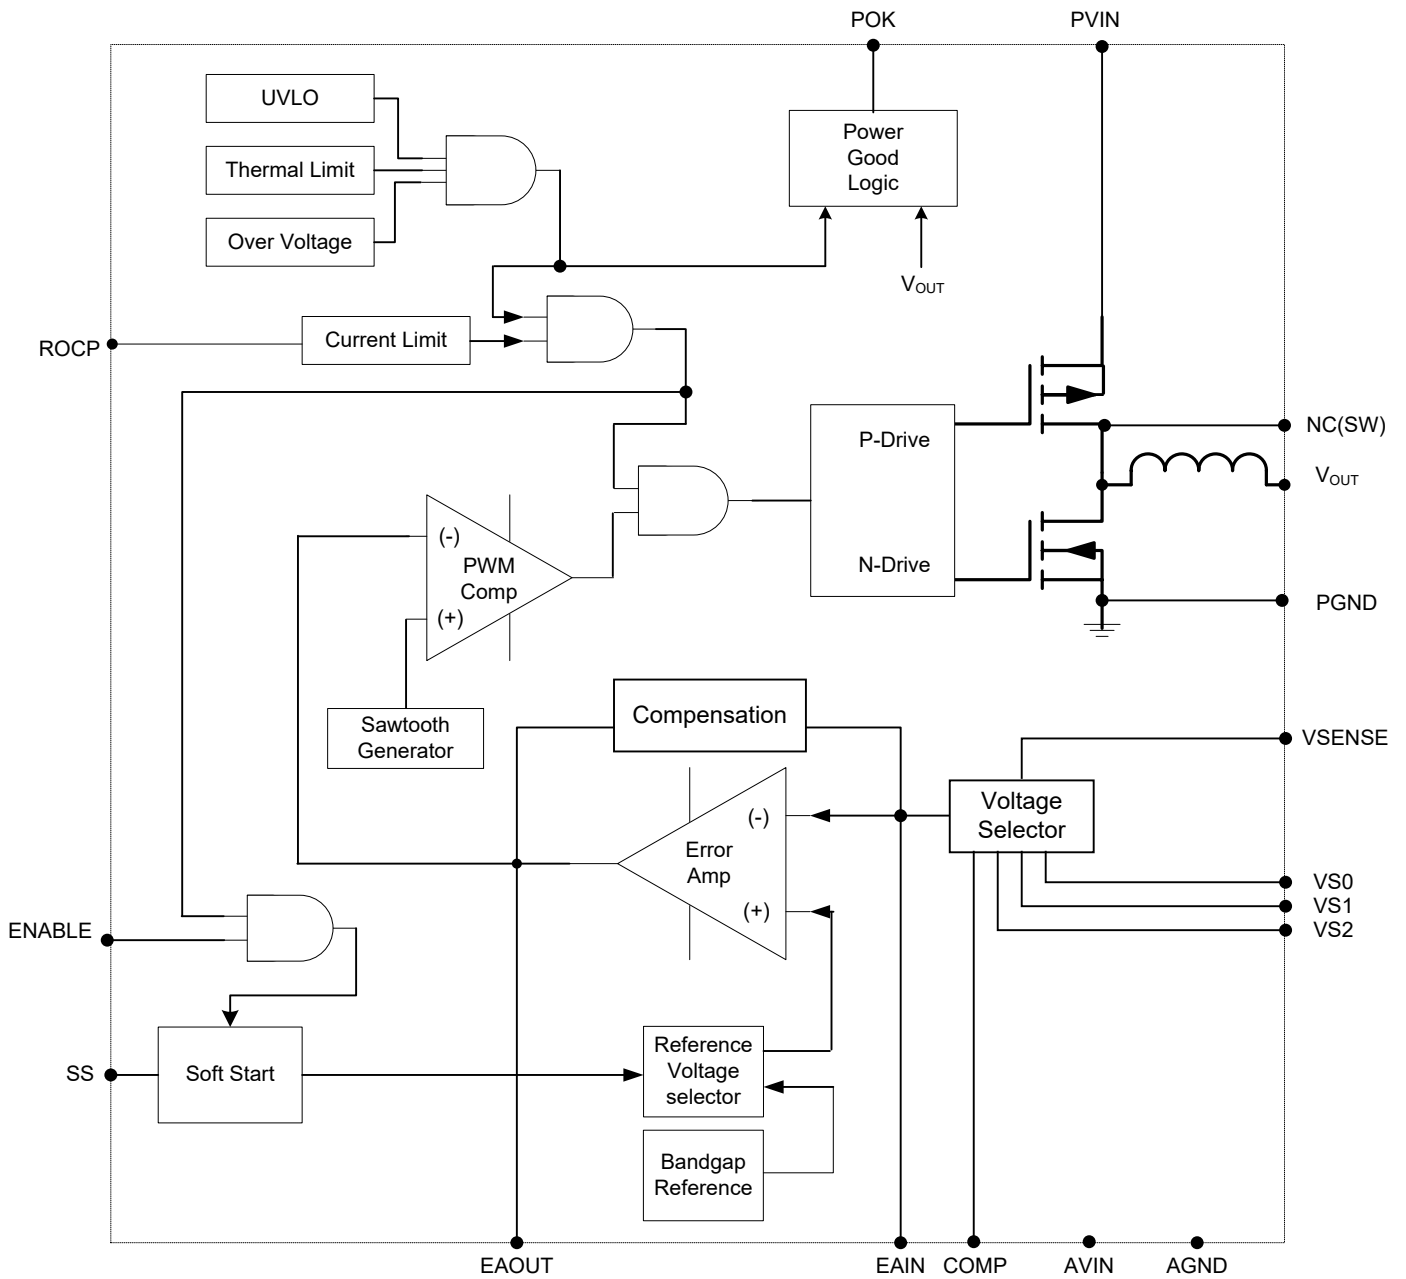 POK
PVIN
UVLO
Thermal Limit
Over Voltage
Power
Good
Logic
VOUT
ROCP
Current Limit
NC(SW)
VOUT
P-Drive
N-Drive
(-)
PWM
Comp
(+)
PGND
Sawtooth
Generator
Compensation
VSENSE
Voltage
Selector
(-)
Error
Amp
(+)
VS0
VS1
VS2
ENABLE
SS
Soft Start
Reference
Voltage
selector
Bandgap
Reference
EAOUT
EAIN
COMP
AVIN
AGND